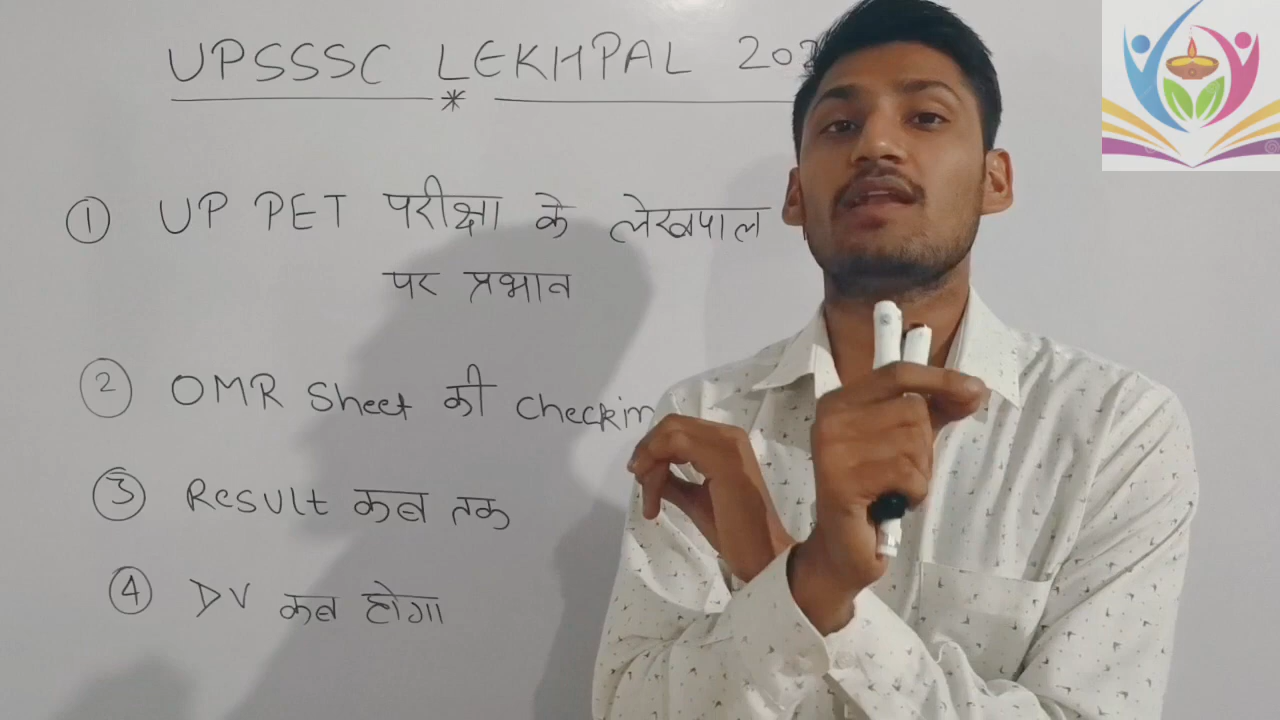 UPSSSC LEKHPAL
① UP PET परीक्षा के लेखपाल
पर प्रभाव
② OMR Sheet की
③ Result कब तक
④ DV कब होगा